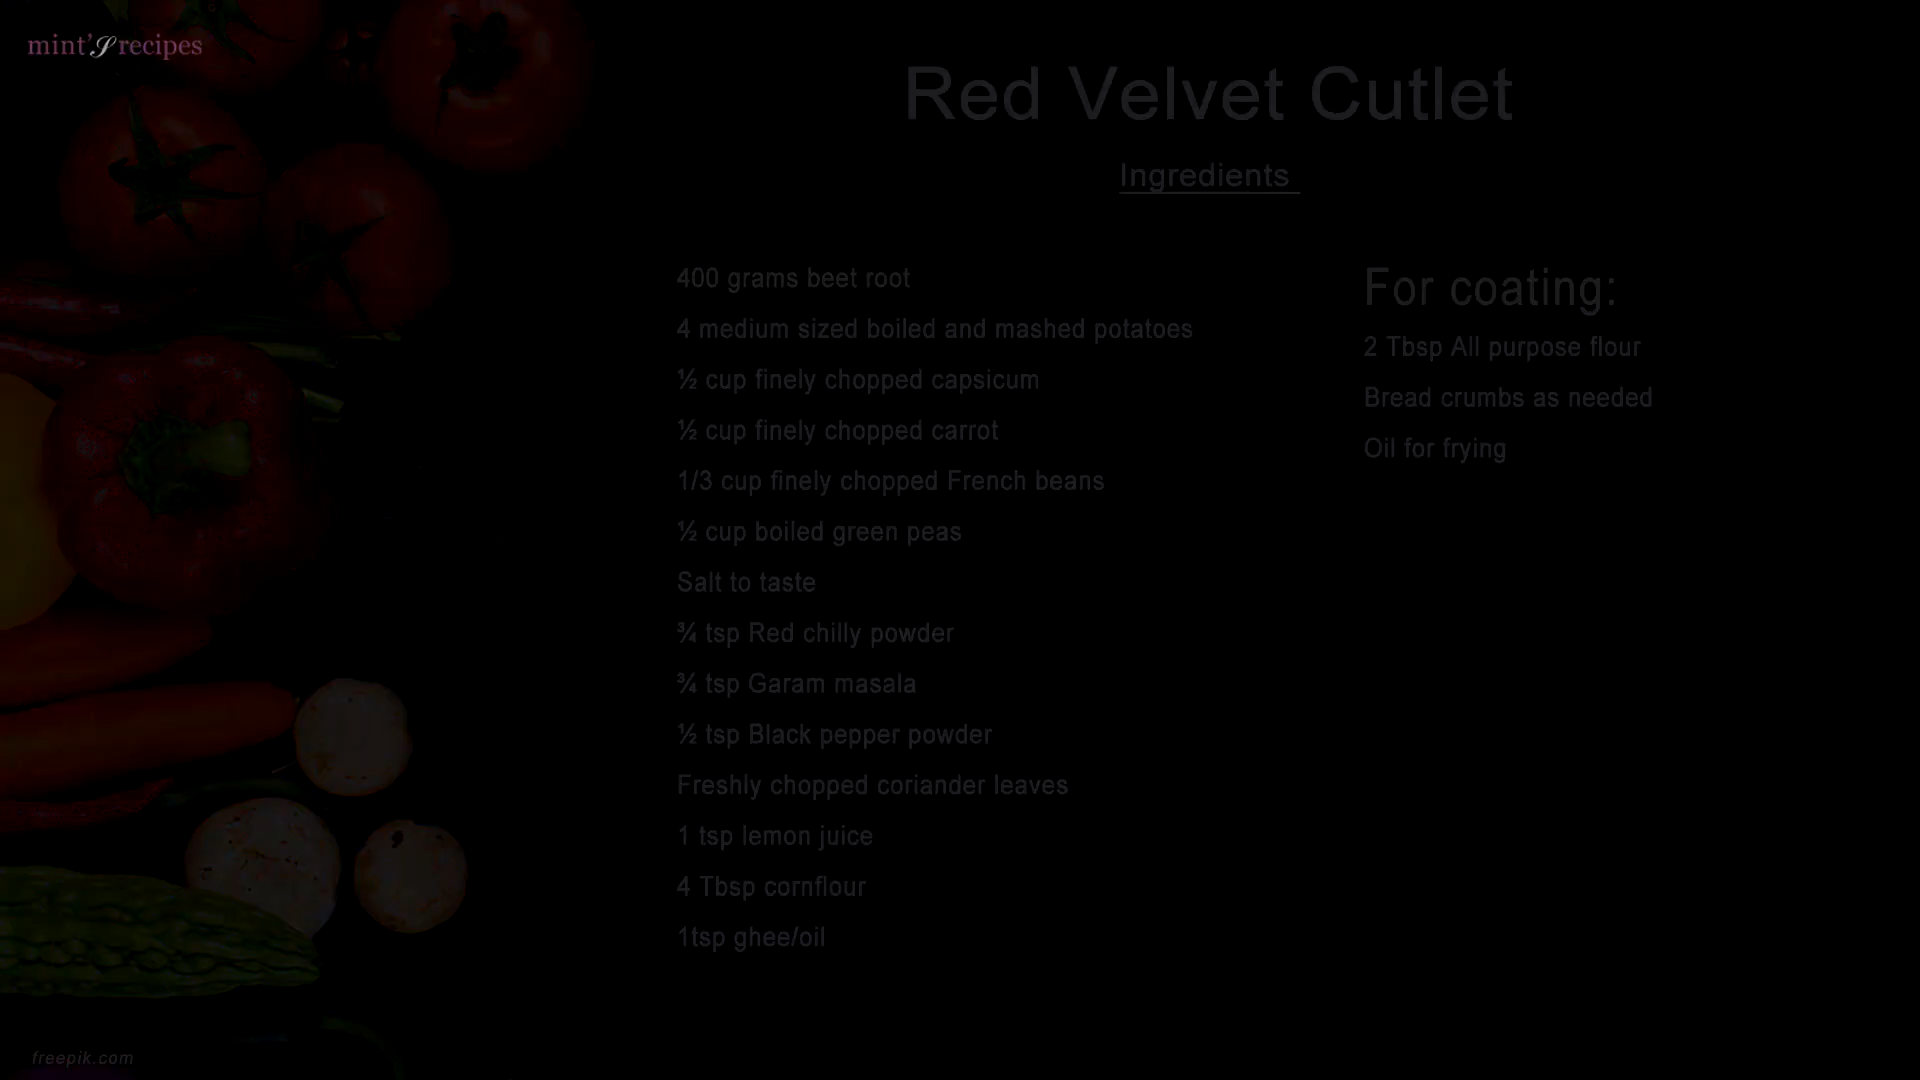 mint's recipes
Red Velvet Cutlet
Ingredients
400 grams beet root
4 medium sized boiled and mashed potatoes
½ cup finely chopped capsicum
½ cup finely chopped carrot
1/3 cup finely chopped French beans
½ cup boiled green peas
Salt to taste
¾ tsp Red chilly powder
¾ tsp Garam masala
½ tsp Black pepper powder
Freshly chopped coriander leaves
1 tsp lemon juice
4 Tbsp cornflour
1tsp ghee/oil
For coating:
2 Tbsp All purpose flour
Bread crumbs as needed
Oil for frying
freepik.com